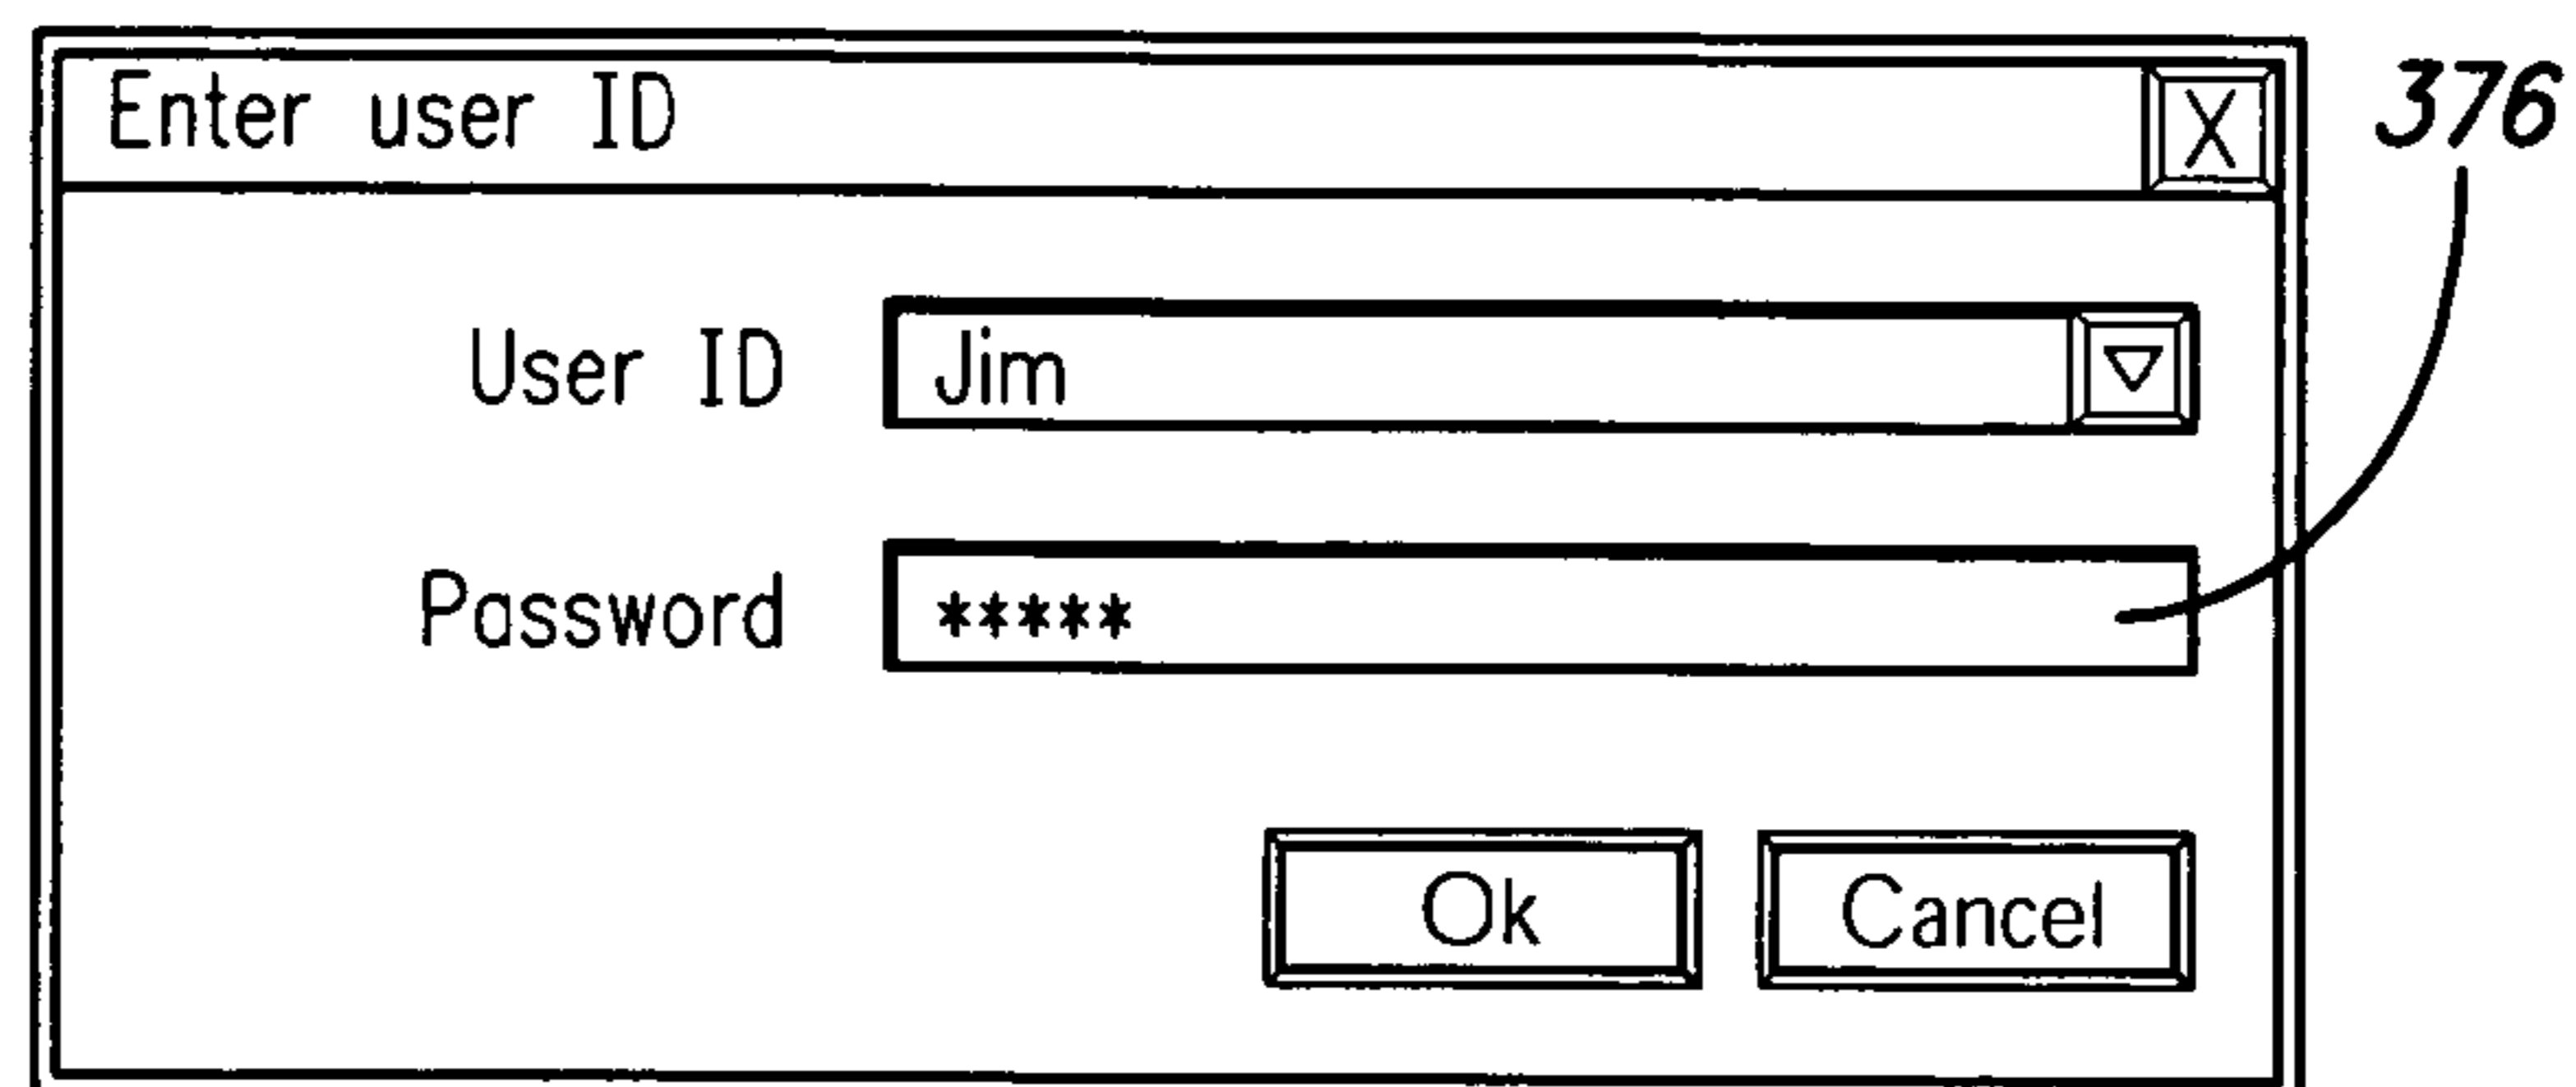 Enter user ID X
376
User ID Jim
Password *****
Ok Cancel